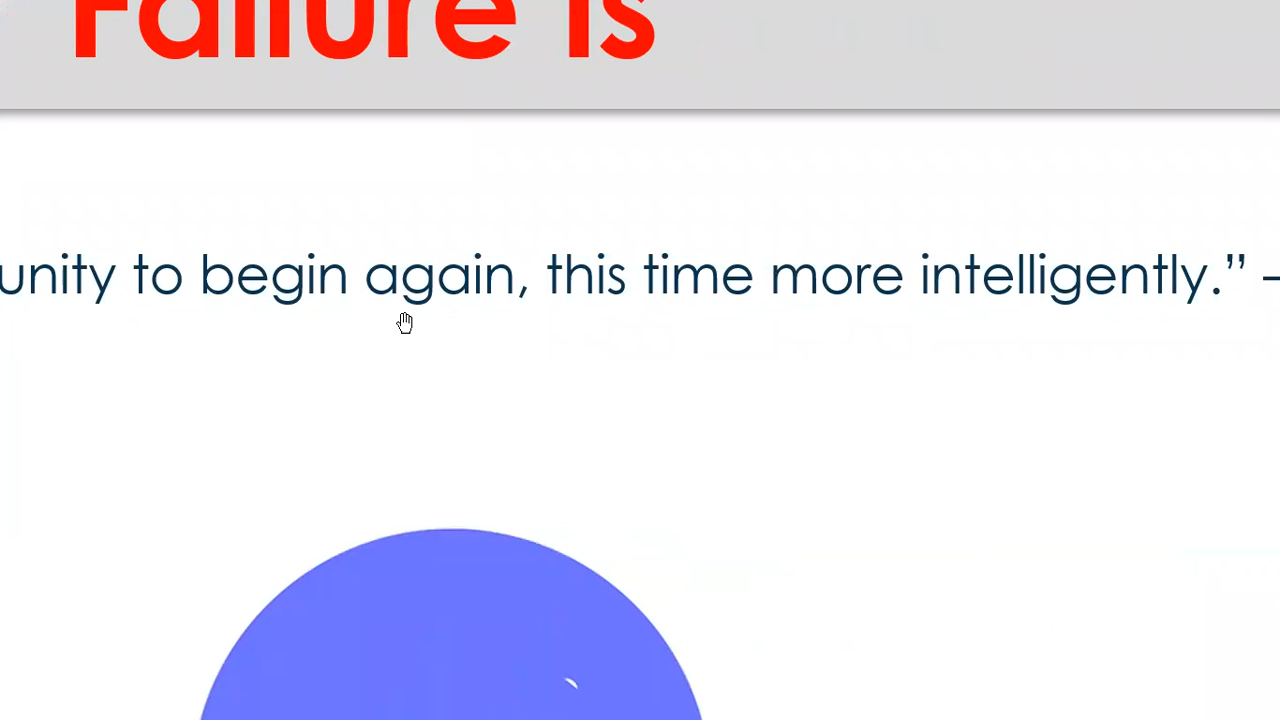 Failure is
unity to begin again, this time more intelligently.” –